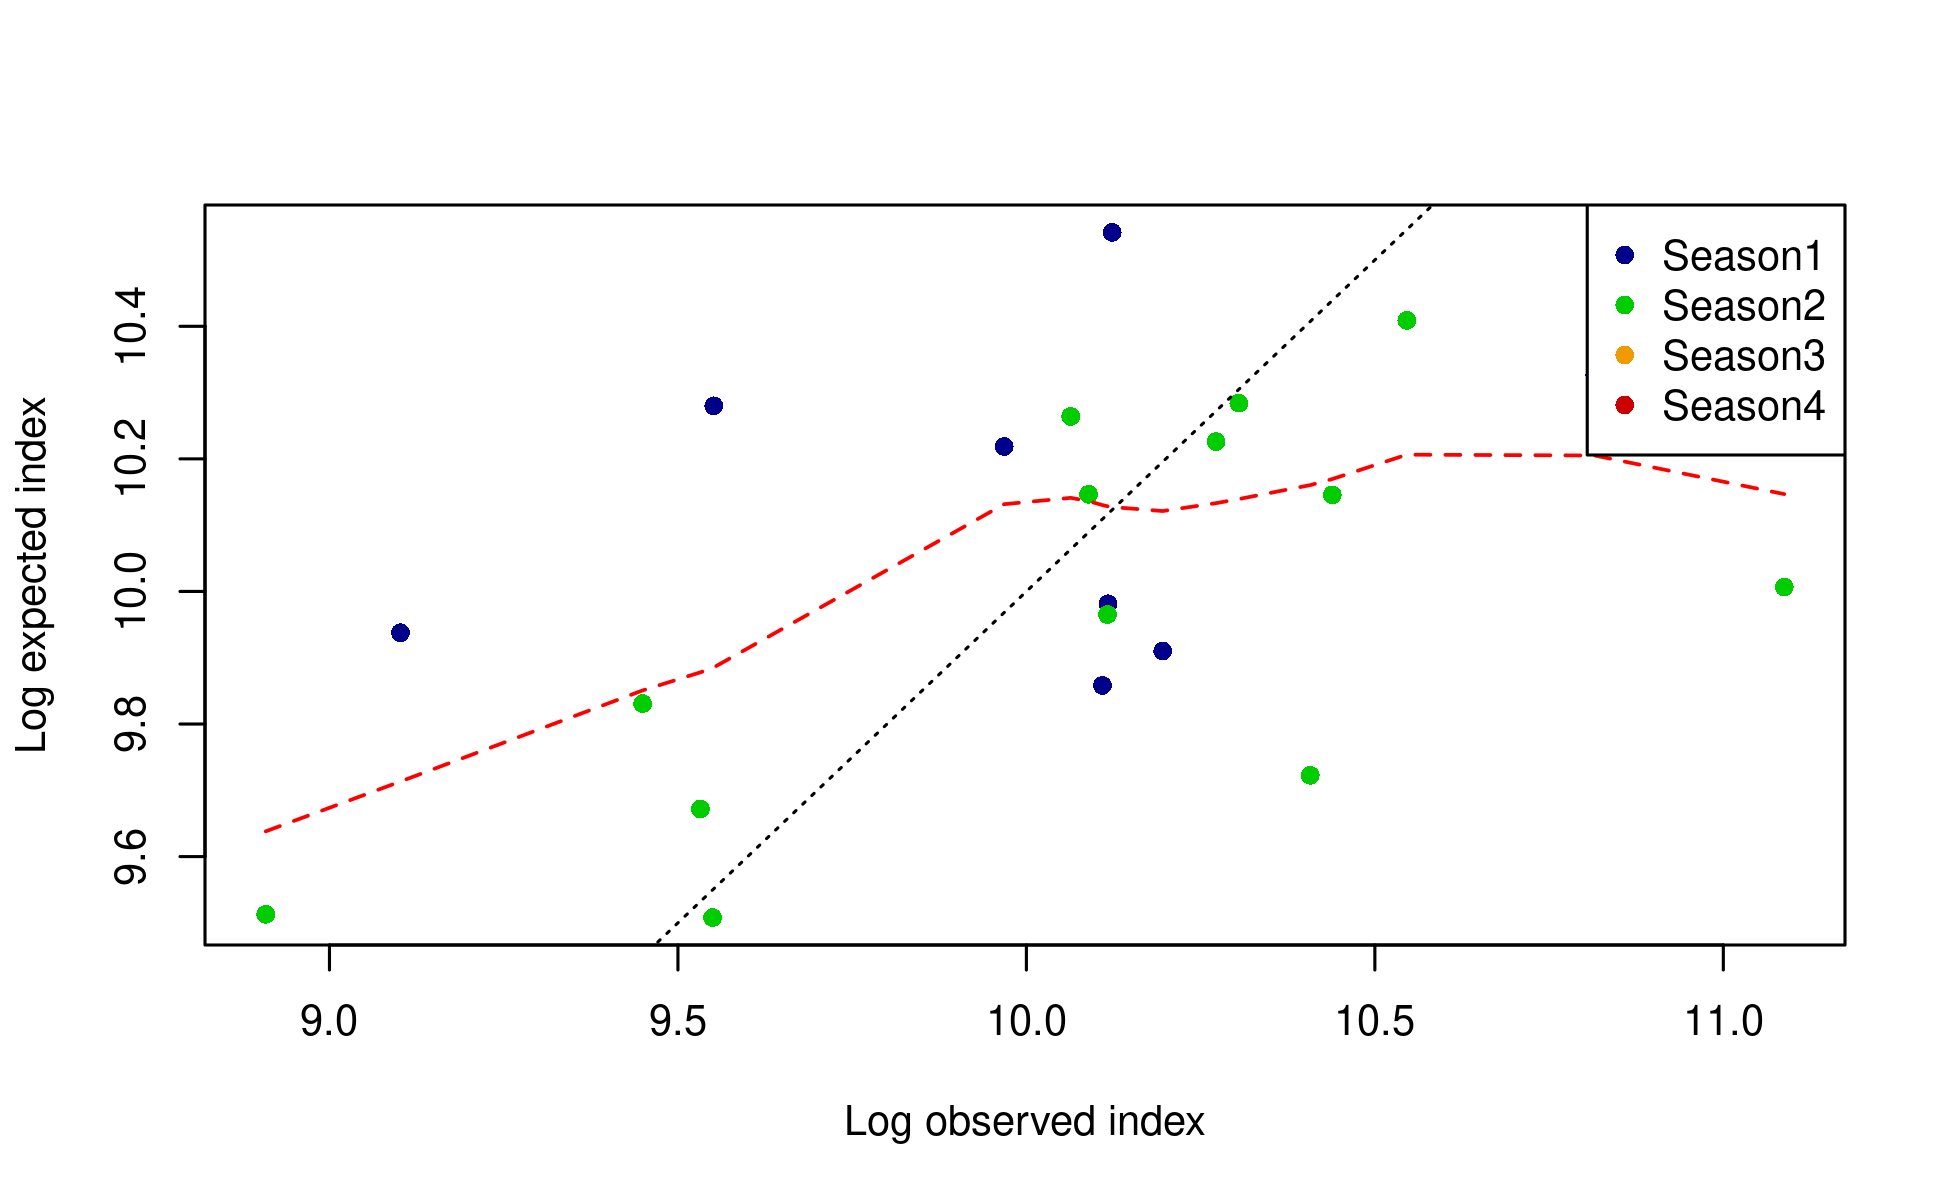 Season1
Season2
Season3
Season4
Log expected index
10.4
10.2
10.0
9.8
9.6
9.0 9.5 10.0 10.5 11.0
Log observed index